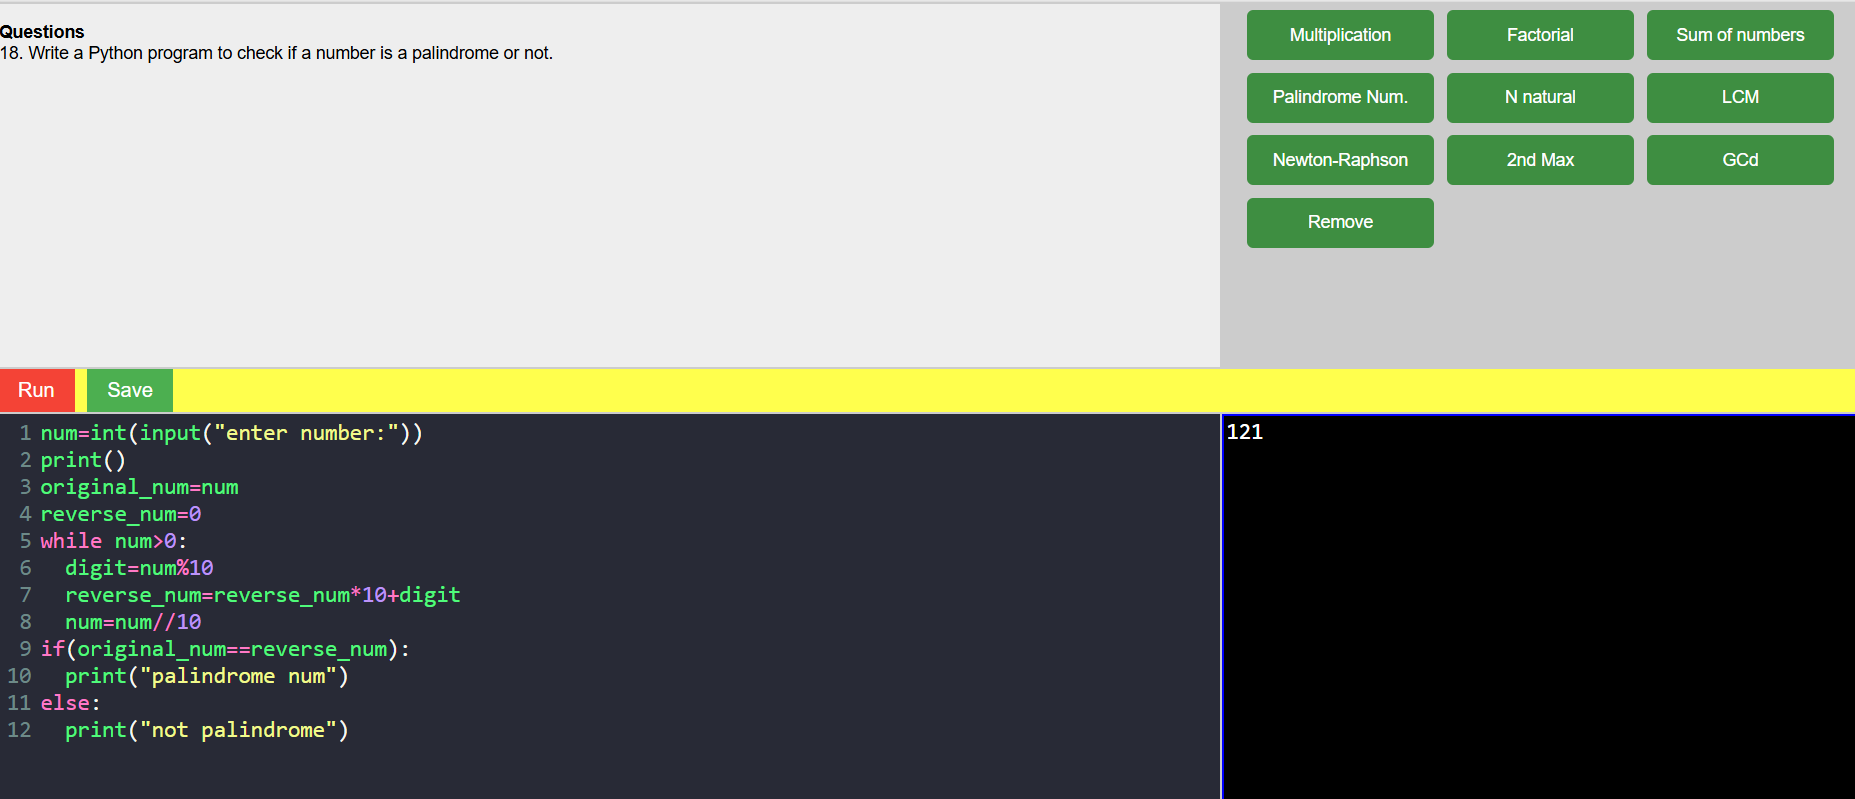 Questions
18. Write a Python program to check if a number is a palindrome or not.
Multiplication
Factorial
Sum of numbers
Palindrome Num.
N natural
LCM
Newton-Raphson
2nd Max
GCd
Remove
Run
Save
1 num=int(input("enter number:"))
2 print()
3 original_num=num
4 reverse_num=0
5 while num>0:
6   digit=num%10
7   reverse_num=reverse_num*10+digit
8   num=num//10
9 if(original_num==reverse_num):
10   print("palindrome num")
11 else:
12   print("not palindrome")
121